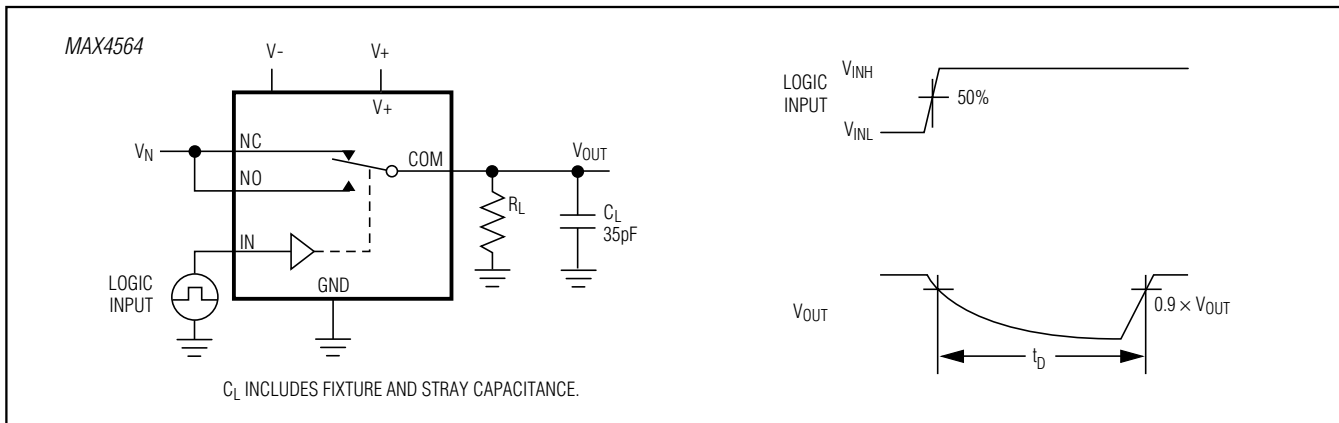 MAX4564
V- V+
V+
VN NC COM VOUT
NO
RL
CL
35pF
IN
LOGIC
INPUT
GND
CL INCLUDES FIXTURE AND STRAY CAPACITANCE.
LOGIC
INPUT
VINH
50%
VINL
VOUT
0.9 × VOUT
tD